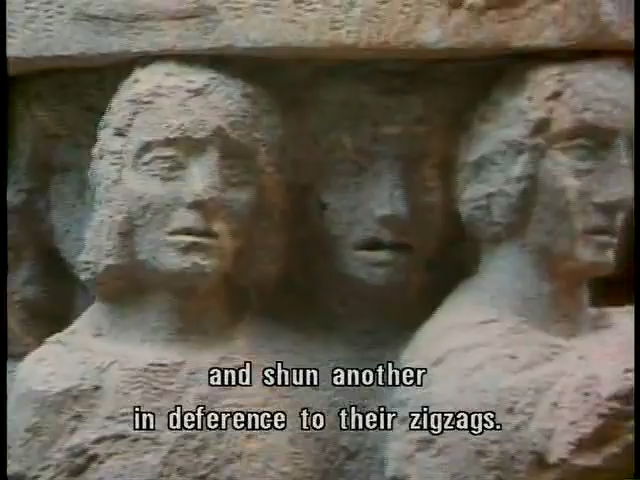 and shun another
in deference to their zigzags.